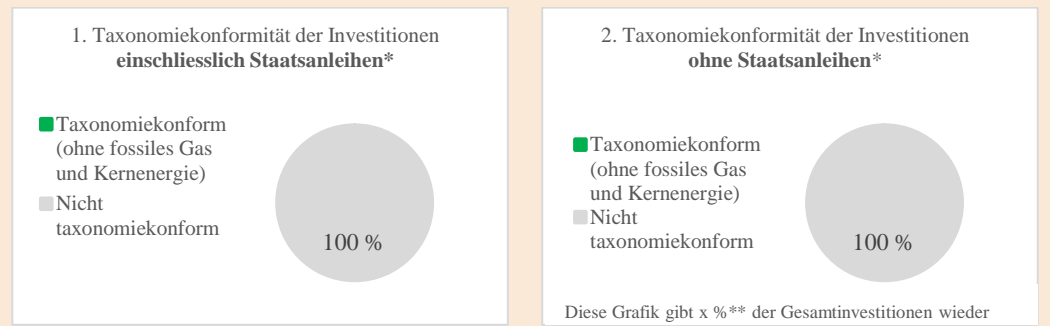 1. Taxonomiekonformität der Investitionen
einschliesslich Staatsanleihen*
Taxonomiekonform
(ohne fossiles Gas
und Kernenergie)
Nicht
taxonomiekonform
100 %
2. Taxonomiekonformität der Investitionen
ohne Staatsanleihen*
Taxonomiekonform
(ohne fossiles Gas
und Kernenergie)
Nicht
taxonomiekonform
100 %
Diese Grafik gibt x %** der Gesamtinvestitionen wieder